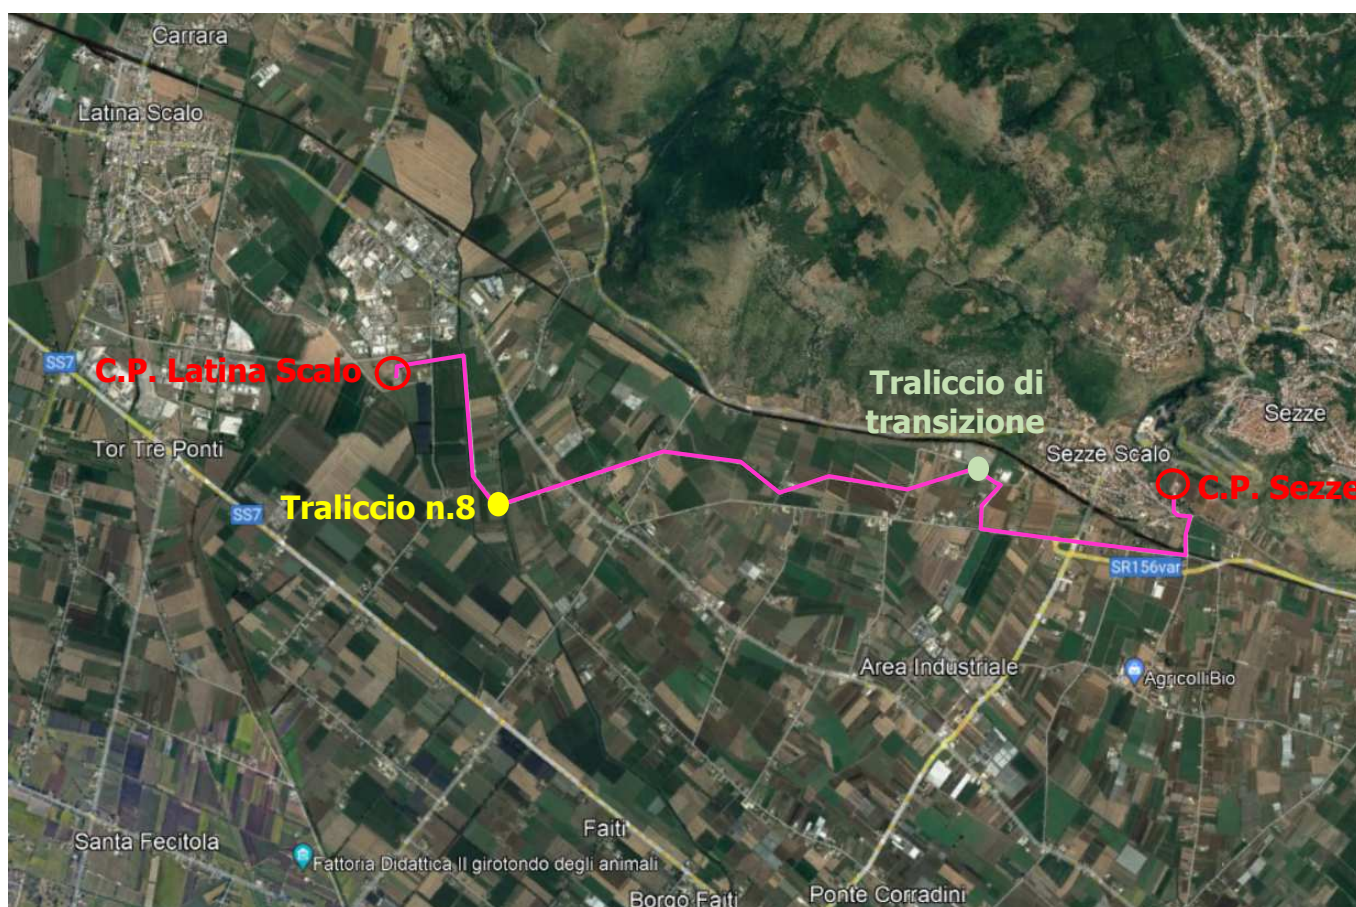 Carrara
Latina Scalo
SS7
C.P. Latina Scalo
Traliccio di
transizione
Sezze
Tor Tre Ponti
Sezze Scalo
C.P. Sezze
SS7
Traliccio n.8
SR156var
Area Industriale
AgricolliBio
Santa Fecitola
Faiti
Fattoria Didattica Il girotondo degli animali
Borgo Faiti
Ponte Corradini